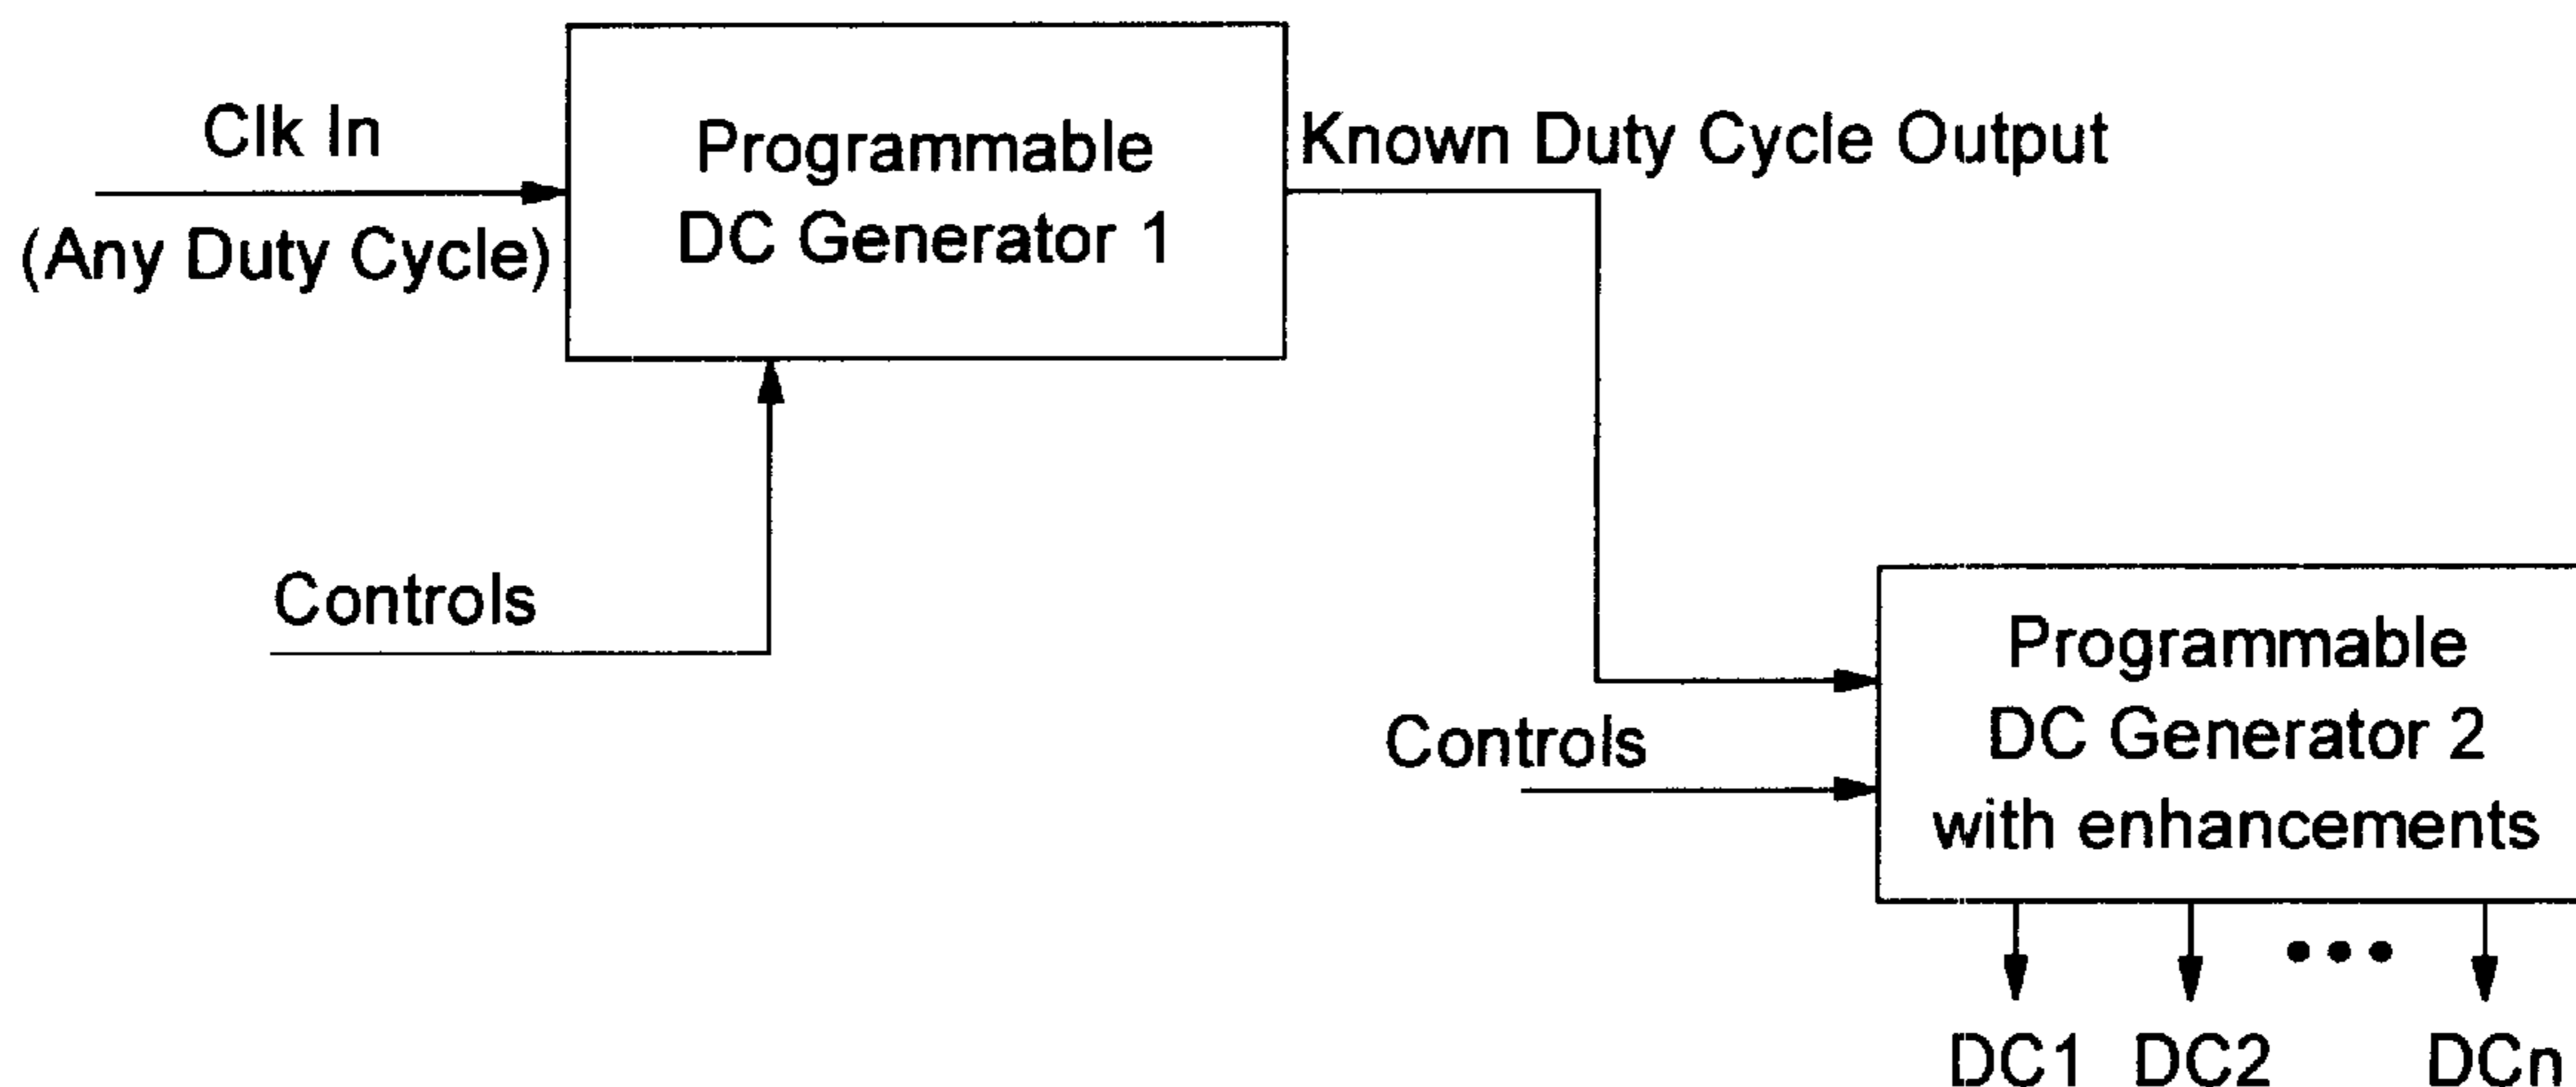 Clk In
(Any Duty Cycle)
Programmable
DC Generator 1
Known Duty Cycle Output
Controls
Controls
Programmable
DC Generator 2
with enhancements
DC1 DC2 ••• DCn